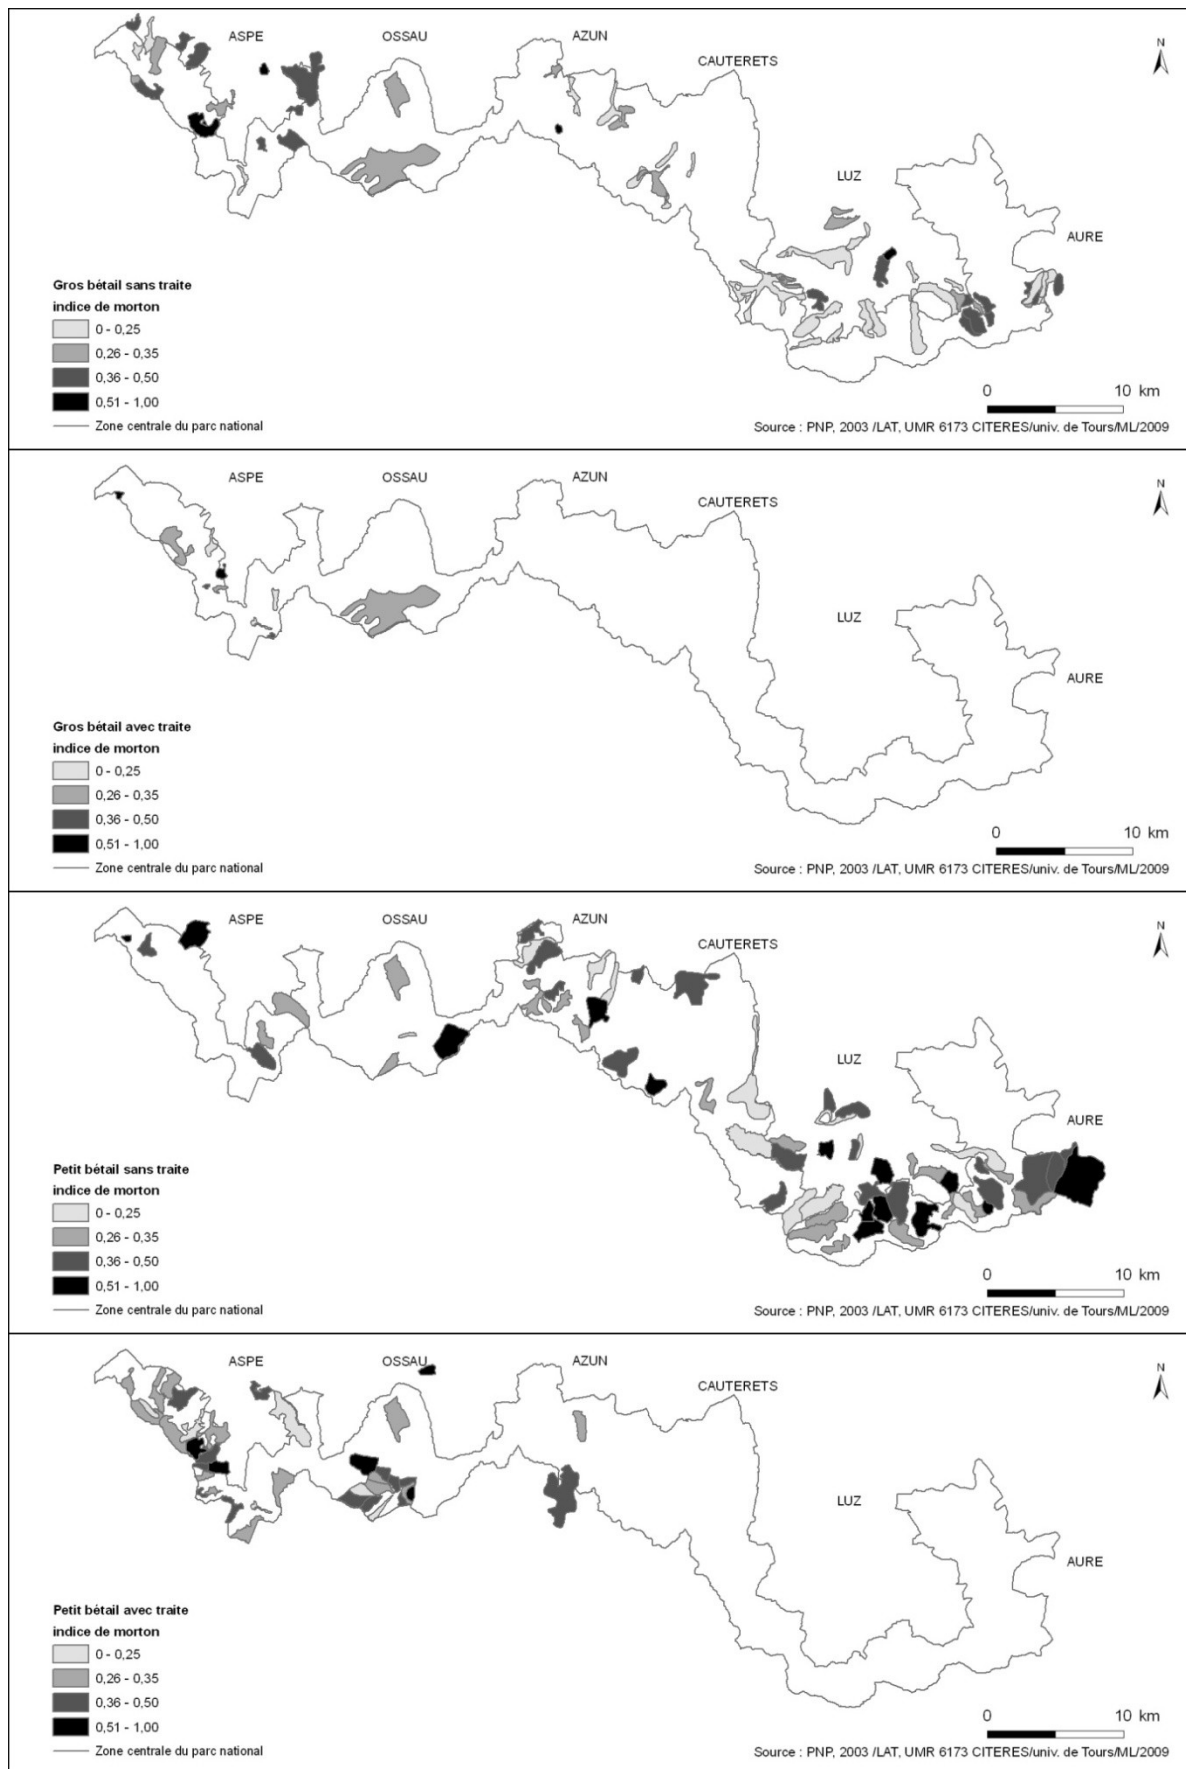 ASPE OSSAU AZUN
CAUTERETS
N
LUZ
AURE
Gros bétail sans traite
indice de morton
0 - 0,25
0,26 - 0,35
0,36 - 0,50
0,51 - 1,00
Zone centrale du parc national
0 10 km
Source : PNP, 2003 /LAT, UMR 6173 CITERES/univ. de Tours/ML/2009
ASPE OSSAU AZUN
CAUTERETS
N
LUZ
AURE
Gros bétail avec traite
indice de morton
0 - 0,25
0,26 - 0,35
0,36 - 0,50
0,51 - 1,00
Zone centrale du parc national
0 10 km
Source : PNP, 2003 /LAT, UMR 6173 CITERES/univ. de Tours/ML/2009
ASPE OSSAU AZUN
CAUTERETS
N
LUZ
AURE
Petit bétail sans traite
indice de morton
0 - 0,25
0,26 - 0,35
0,36 - 0,50
0,51 - 1,00
Zone centrale du parc national
0 10 km
Source : PNP, 2003 /LAT, UMR 6173 CITERES/univ. de Tours/ML/2009
ASPE OSSAU AZUN
CAUTERETS
N
LUZ
AURE
Petit bétail avec traite
indice de morton
0 - 0,25
0,26 - 0,35
0,36 - 0,50
0,51 - 1,00
Zone centrale du parc national
0 10 km
Source : PNP, 2003 /LAT, UMR 6173 CITERES/univ. de Tours/ML/2009